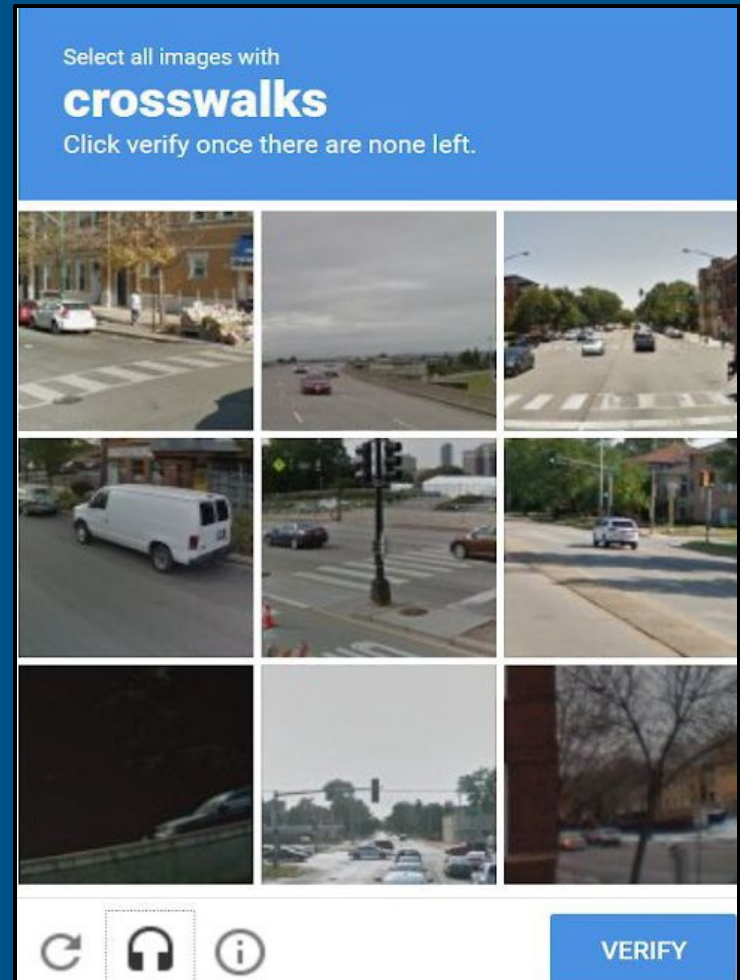 Select all images with
crosswalks
Click verify once there are none left.
VERIFY